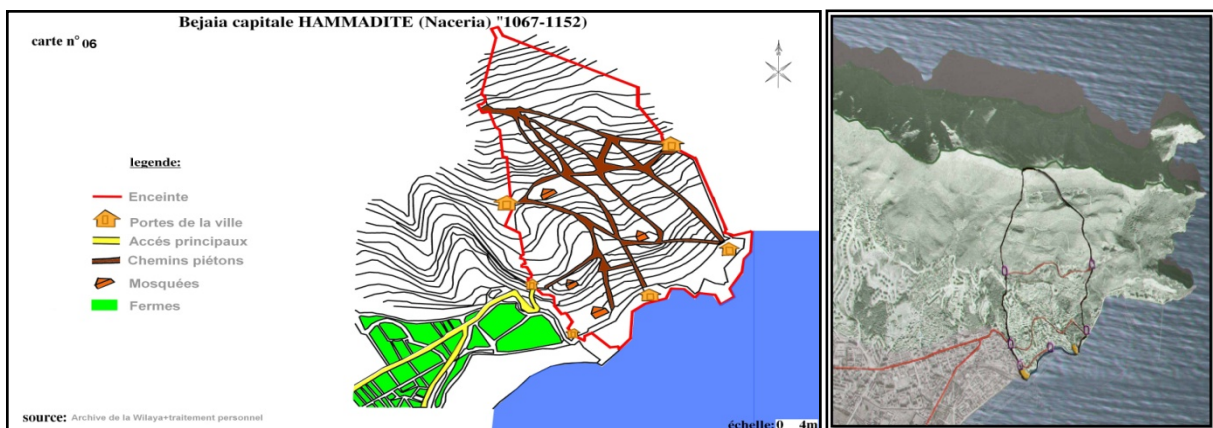 Bejaia capitale HAMMADITE (Naceria) "1067-1152)
carte n° 06
legende:
Enceinte
Portes de la ville
Accés principaux
Chemins piétons
Mosquées
Fermes
source: Archive de la Wilaya+traitement personnel
échelle:0 4m